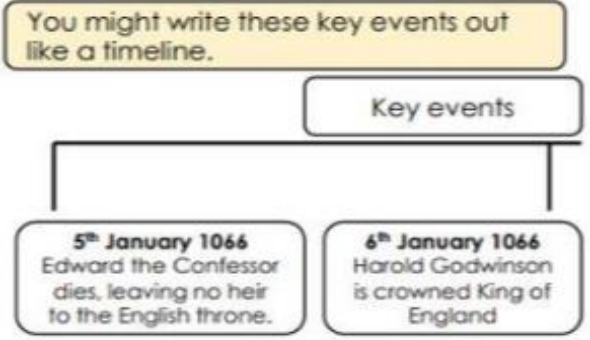 You might write these key events out
like a timeline.
Key events
5th January 1066
Edward the Confessor
dies, leaving no heir
to the English throne.
6th January 1066
Harold Godwinson
is crowned King of
England